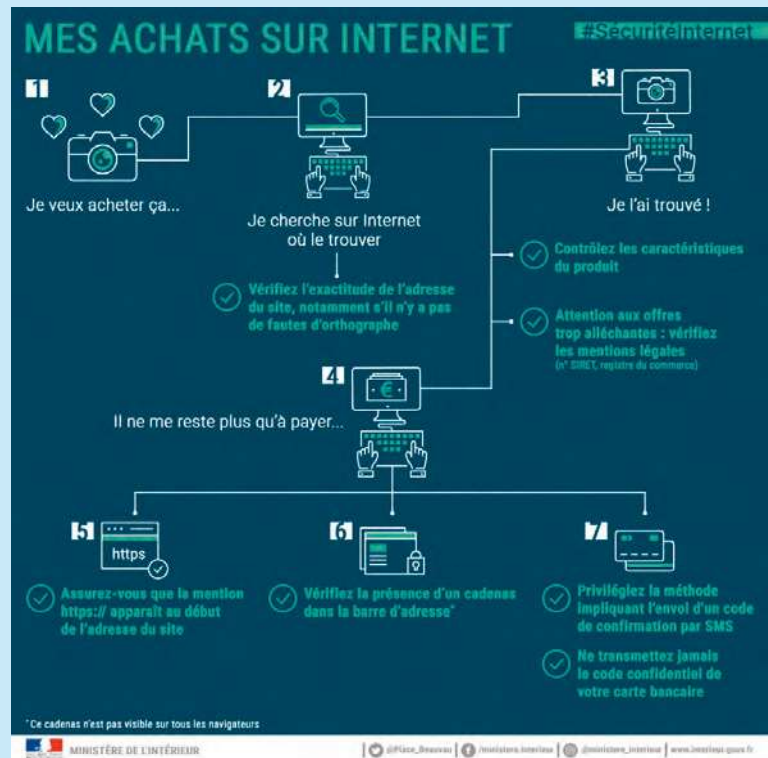 MES ACHATS SUR INTERNET
#SécuritéInternet
1
Je veux acheter ça...
2
Je cherche sur Internet
où le trouver
Vérifiez l'exactitude de l'adresse
du site, notamment s'il n'y a pas
de fautes d'orthographe
3
Je l'ai trouvé !
Contrôlez les caractéristiques
du produit
Attention aux offres
trop alléchantes : vérifiez
les mentions légales
(n° SIRET, registre du commerce)
4
€
Il ne me reste plus qu'à payer...
5
https
Assurez-vous que la mention
https:// apparaît au début
de l'adresse du site
6
Vérifiez la présence d'un cadenas
dans la barre d'adresse*
7
Privilégiez la méthode
impliquant l'envoi d'un code
de confirmation par SMS
Ne transmettez jamais
le code confidentiel de
votre carte bancaire
*Ce cadenas n'est pas visible sur tous les navigateurs
MINISTÈRE DE L'INTÉRIEUR
@Place_Beauvau
/ministere.interieur
@ministere_interieur
www.interieur.gouv.fr